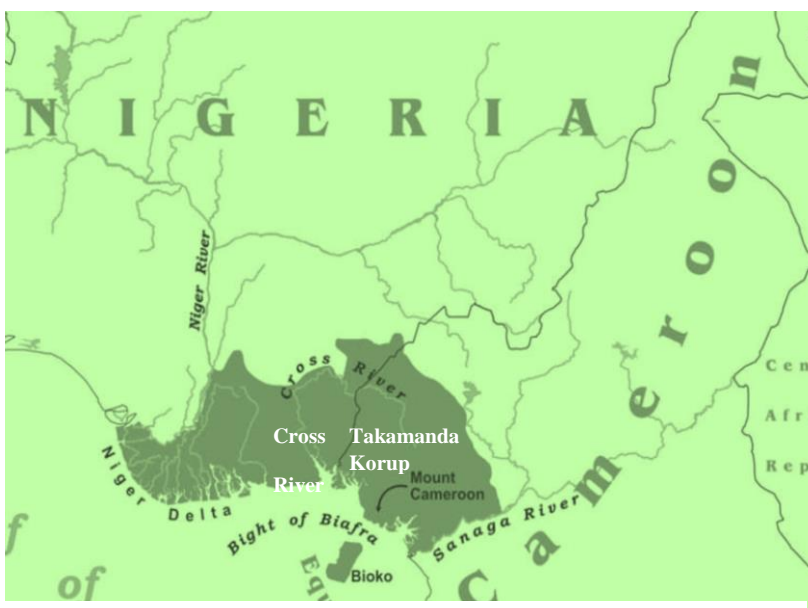 NIGERIA
Cameroon
Niger River
Cross River
Cen
Afr
Rep
Cross Takamanda
Korup
River
Mount
Cameroon
Niger Delta
Sanaga River
Bight of Biafra
f
of
Equ
Bioko